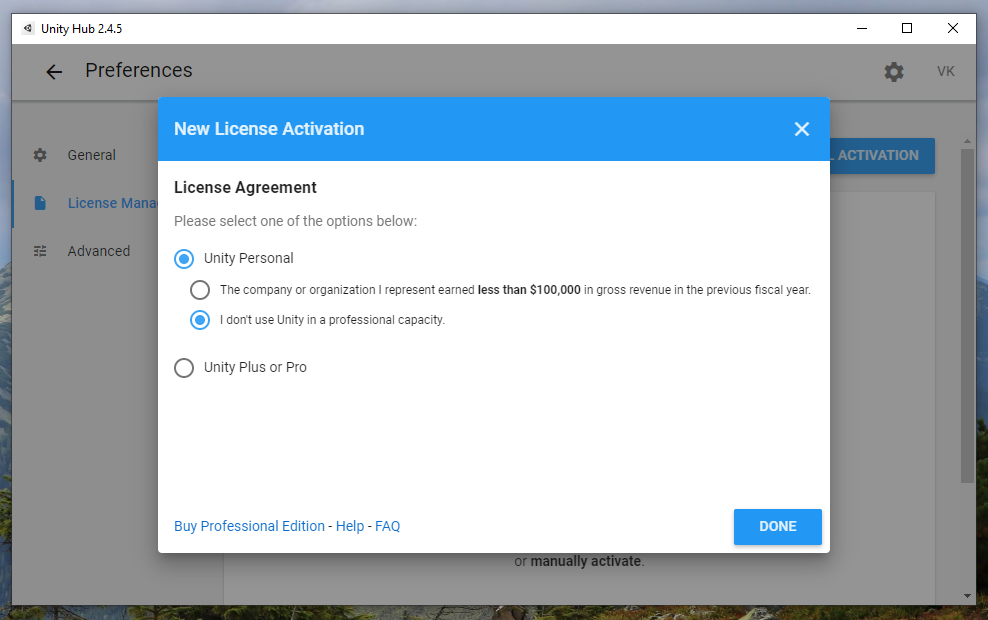 Unity Hub 2.4.5
Preferences
VK
New License Activation
General
ACTIVATION
License Mana
License Agreement
Please select one of the options below:
Advanced
Unity Personal
The company or organization I represent earned less than $100,000 in gross revenue in the previous fiscal year.
I don't use Unity in a professional capacity.
Unity Plus or Pro
Buy Professional Edition - Help - FAQ
DONE
or manually activate.